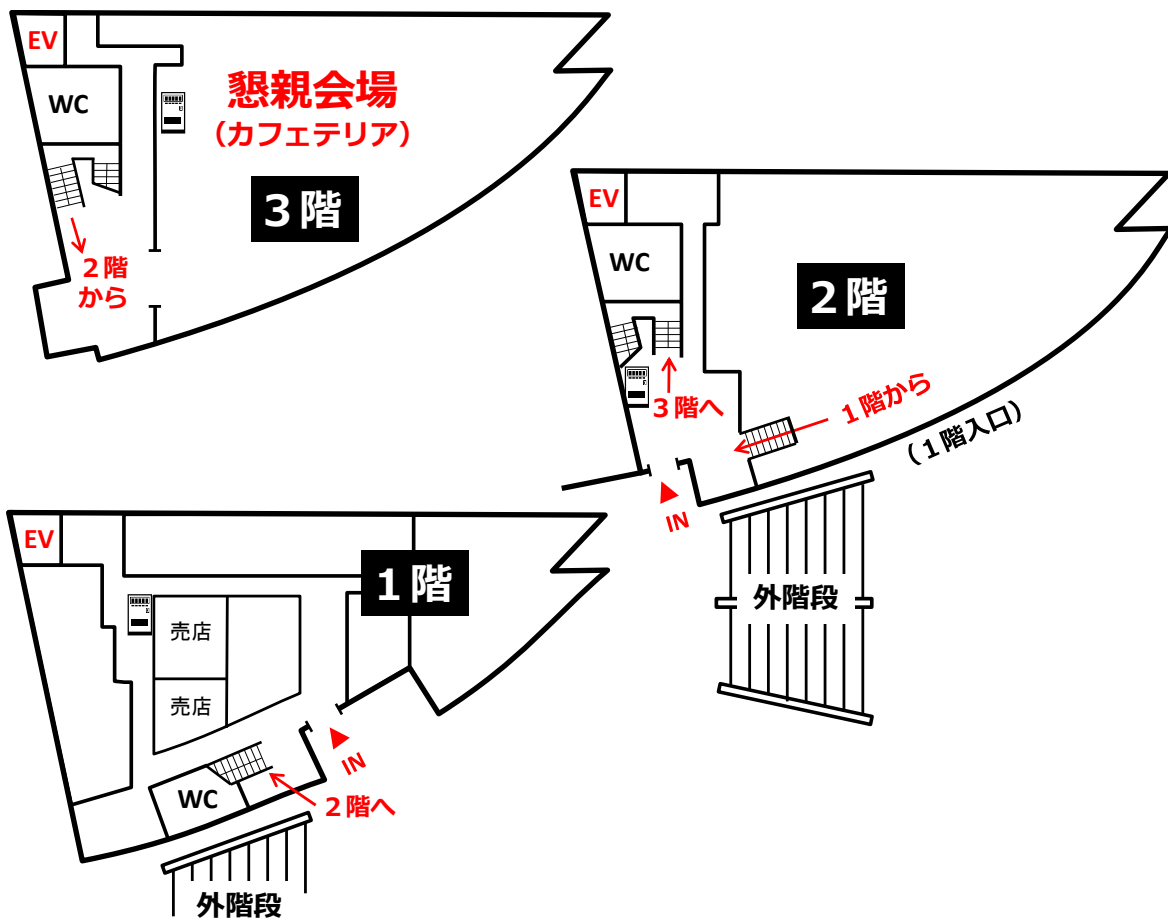 EV
WC
懇親会場
（カフェテリア）
３階
２階
から
EV
WC
２階
３階へ
１階から
（１階入口）
IN
外階段
EV
１階
売店
売店
WC
IN
２階へ
外階段